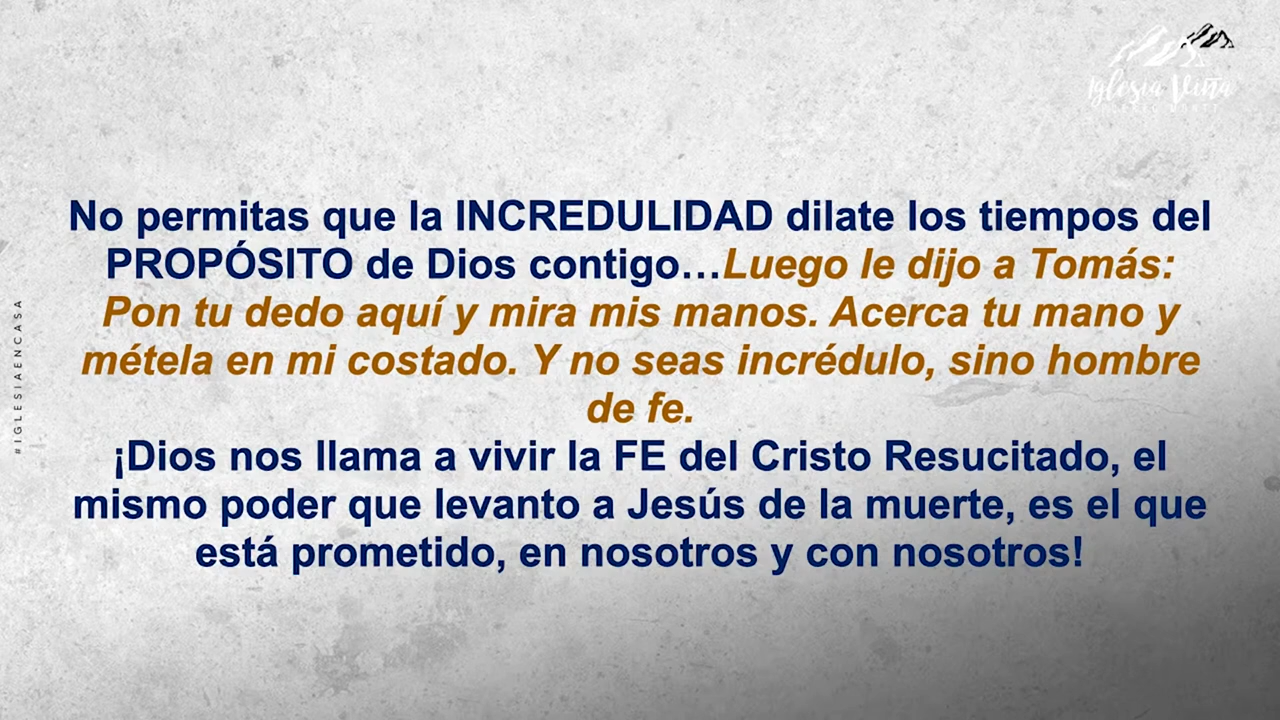 Iglesia Viña
No permitas que la INCREDULIDAD dilate los tiempos del
PROPÓSITO de Dios contigo…Luego le dijo a Tomás:
Pon tu dedo aquí y mira mis manos. Acerca tu mano y
métela en mi costado. Y no seas incrédulo, sino hombre
de fe.
¡Dios nos llama a vivir la FE del Cristo Resucitado, el
mismo poder que levanto a Jesús de la muerte, es el que
está prometido, en nosotros y con nosotros!
#IGLESIAENCASA